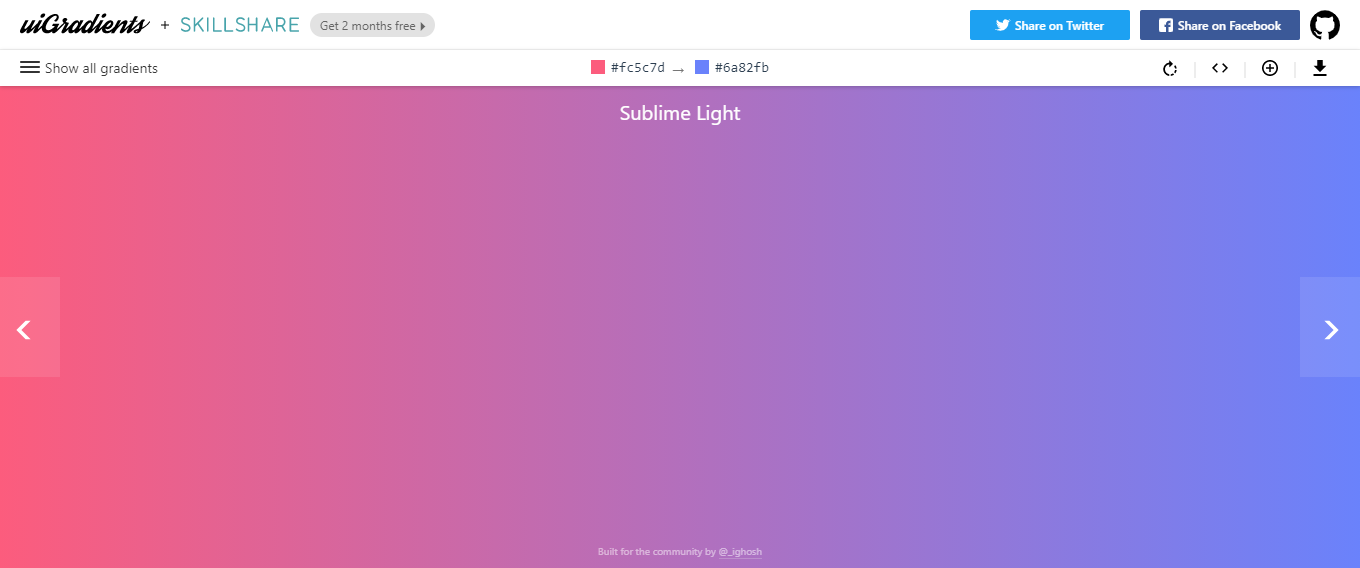 uiGradients + SKILLSHARE Get 2 months free
Share on Twitter
Share on Facebook
Show all gradients
#fc5c7d → #6a82fb
Sublime Light
Built for the community by @_ighosh